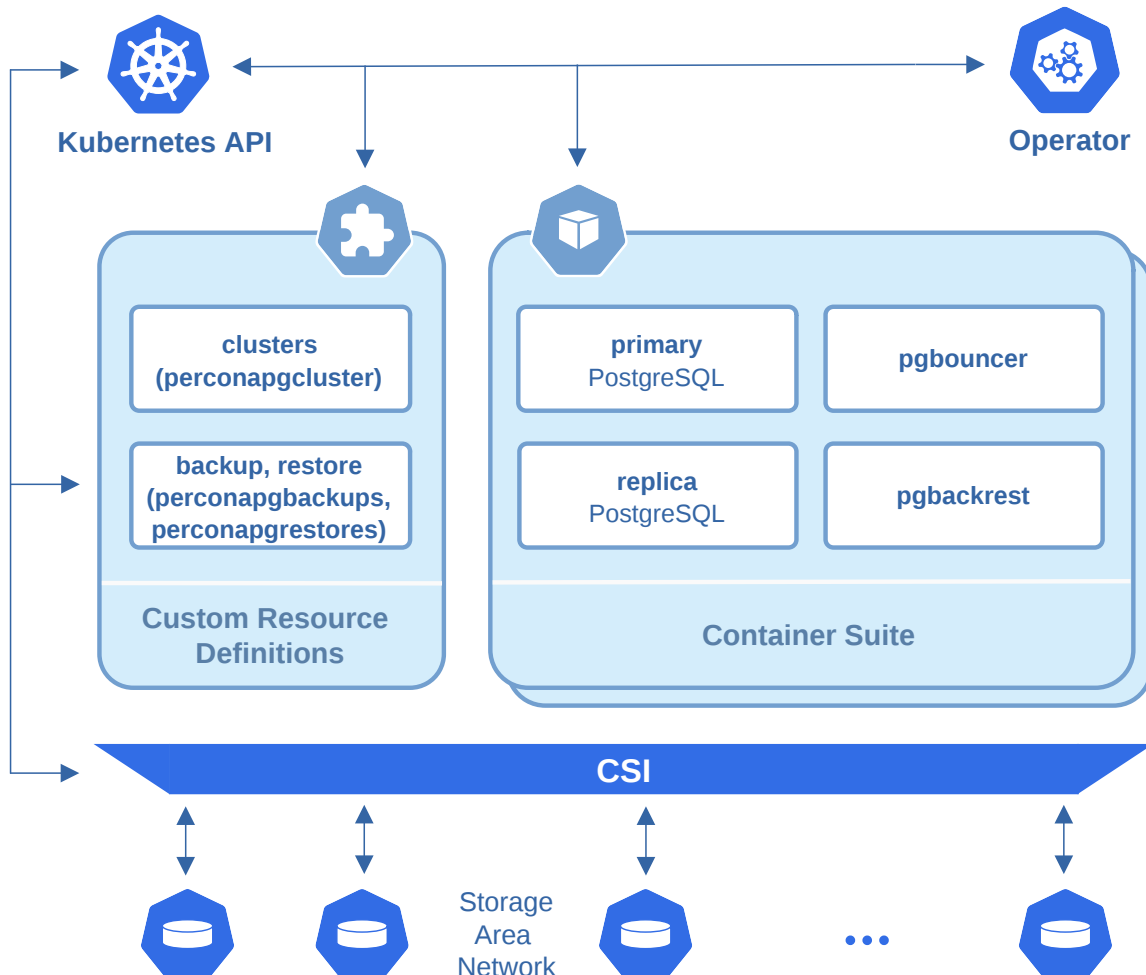 Kubernetes API
Operator
clusters
(perconapgcluster)
backup, restore
(perconapgbackups,
perconapgrestores)
Custom Resource
Definitions
primary
PostgreSQL
pgbouncer
replica
PostgreSQL
pgbackrest
Container Suite
CSI
Storage
Area
Network
...